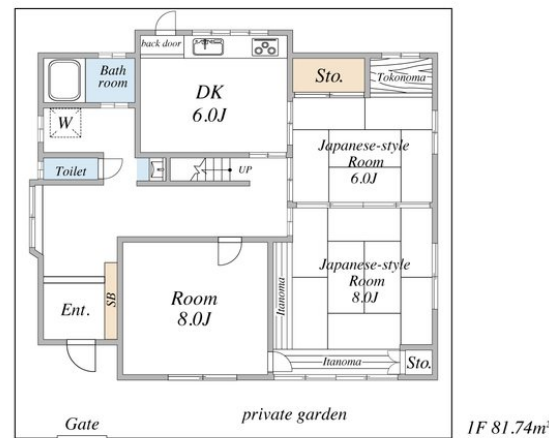 back door
Bath
room
DK
6.0J
Sto.
Tokonoma
W
Japanese-style
Room
6.0J
Toilet
UP
Japanese-style
Room
8.0J
Room
8.0J
Itanoma
Ent.
SB
Itanoma
Sto.
Gate
private garden
1F 81.74m²